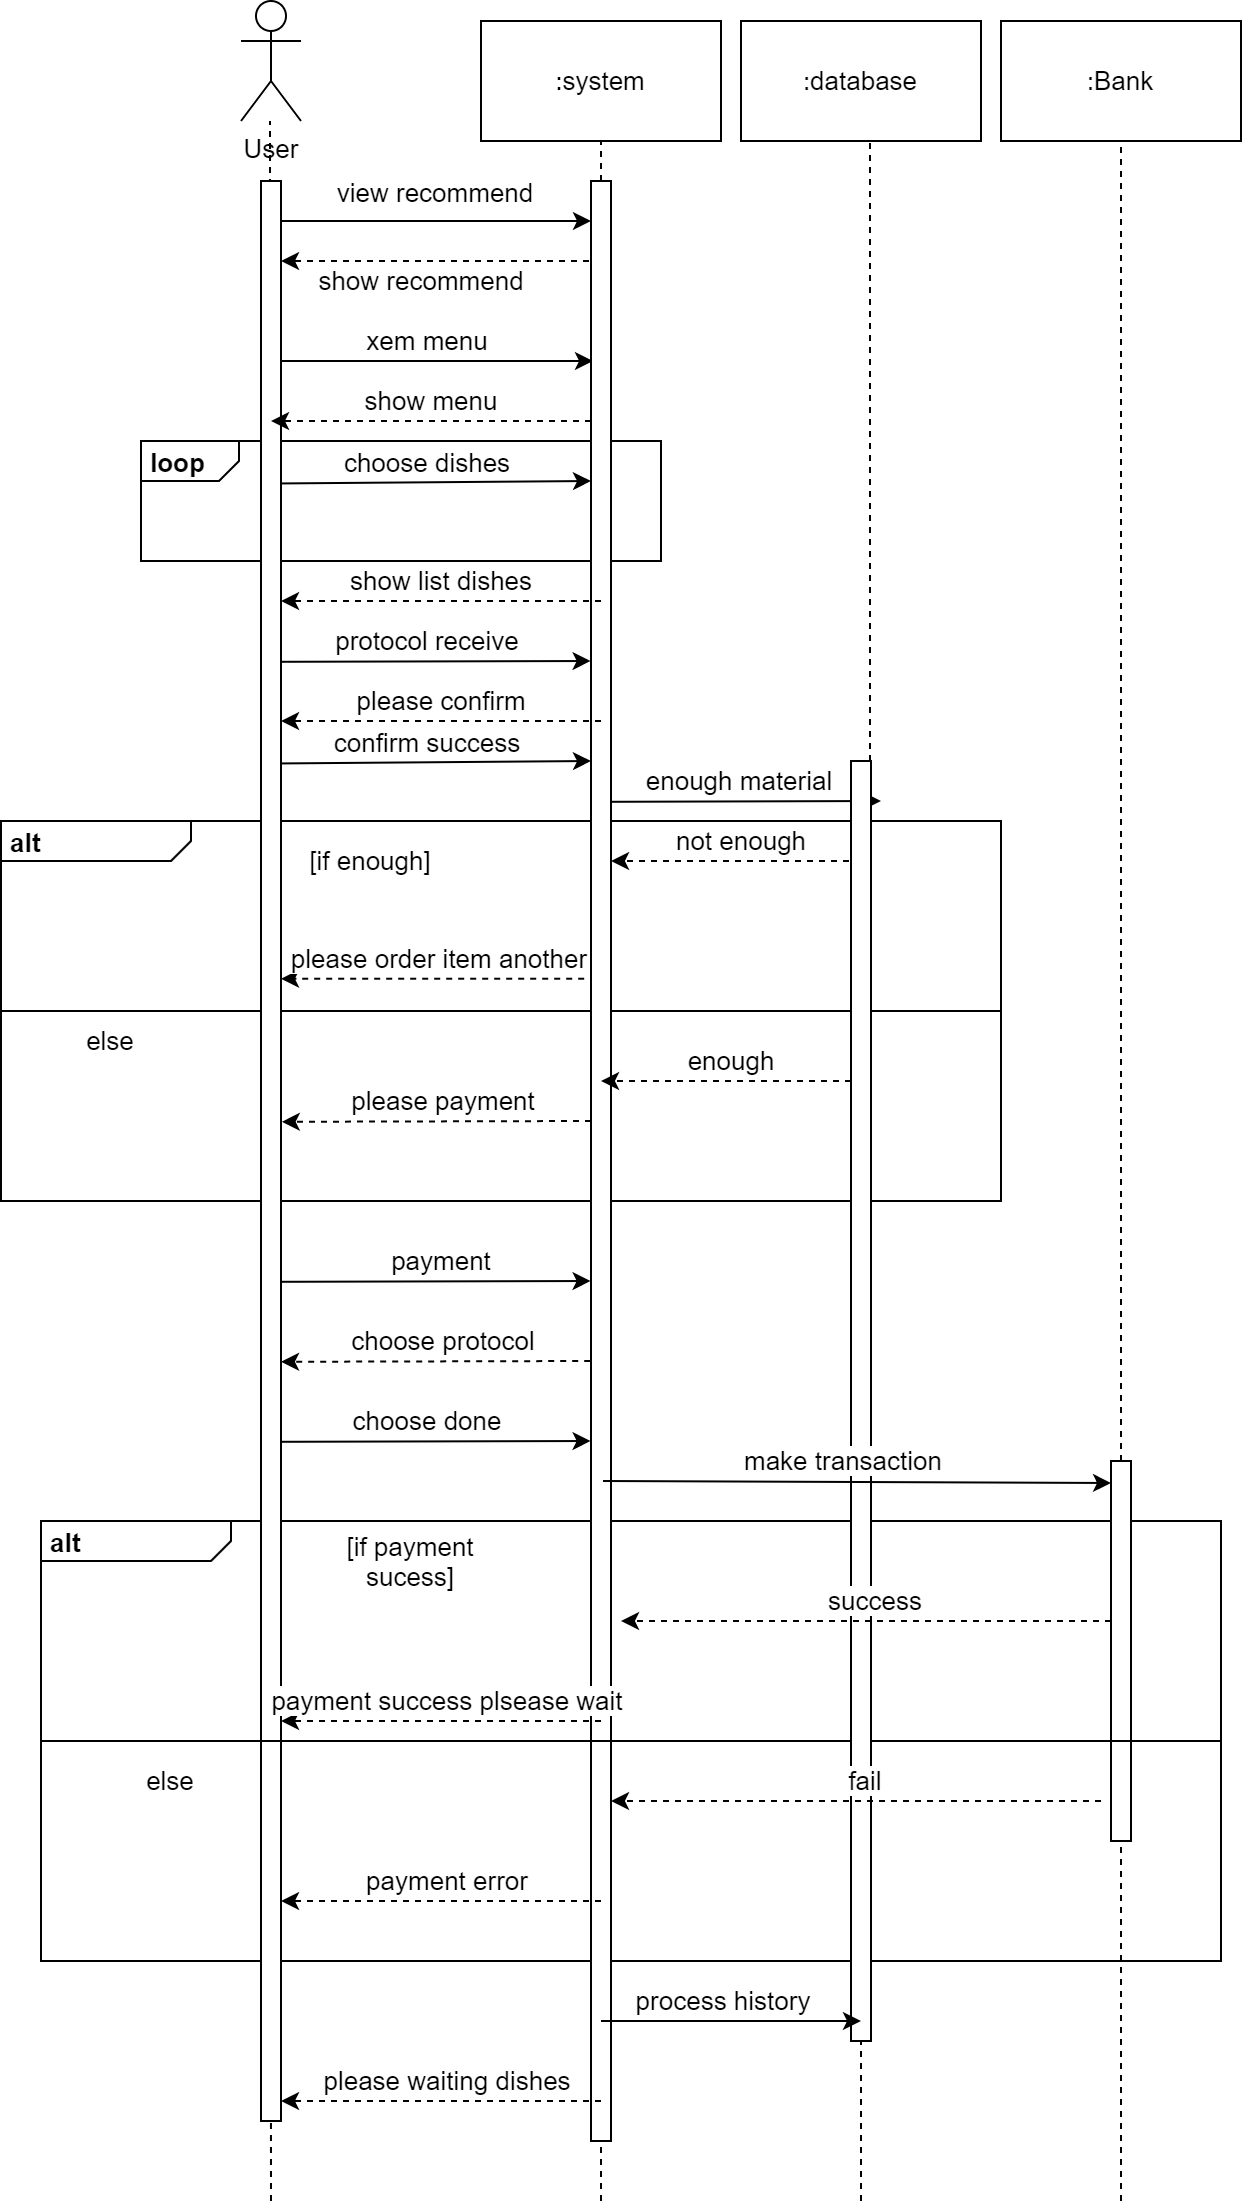 :system
:database
:Bank
User
view recommend
show recommend
xem menu
show menu
loop
choose dishes
show list dishes
protocol receive
please confirm
confirm success
enough material
alt
not enough
[if enough]
please order item another
else
enough
please payment
payment
choose protocol
choose done
make transaction
alt
[if payment
sucess]
success
payment success plsease wait
else
fail
payment error
process history
please waiting dishes